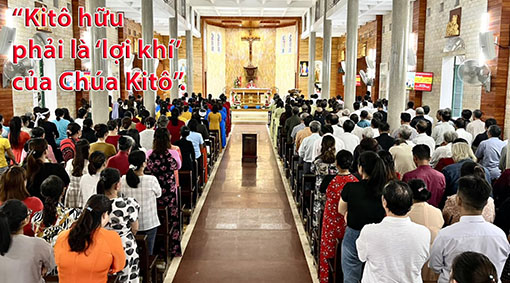 “Kitô hữu
phải là ‘lợi khí’
của Chúa Kitô”